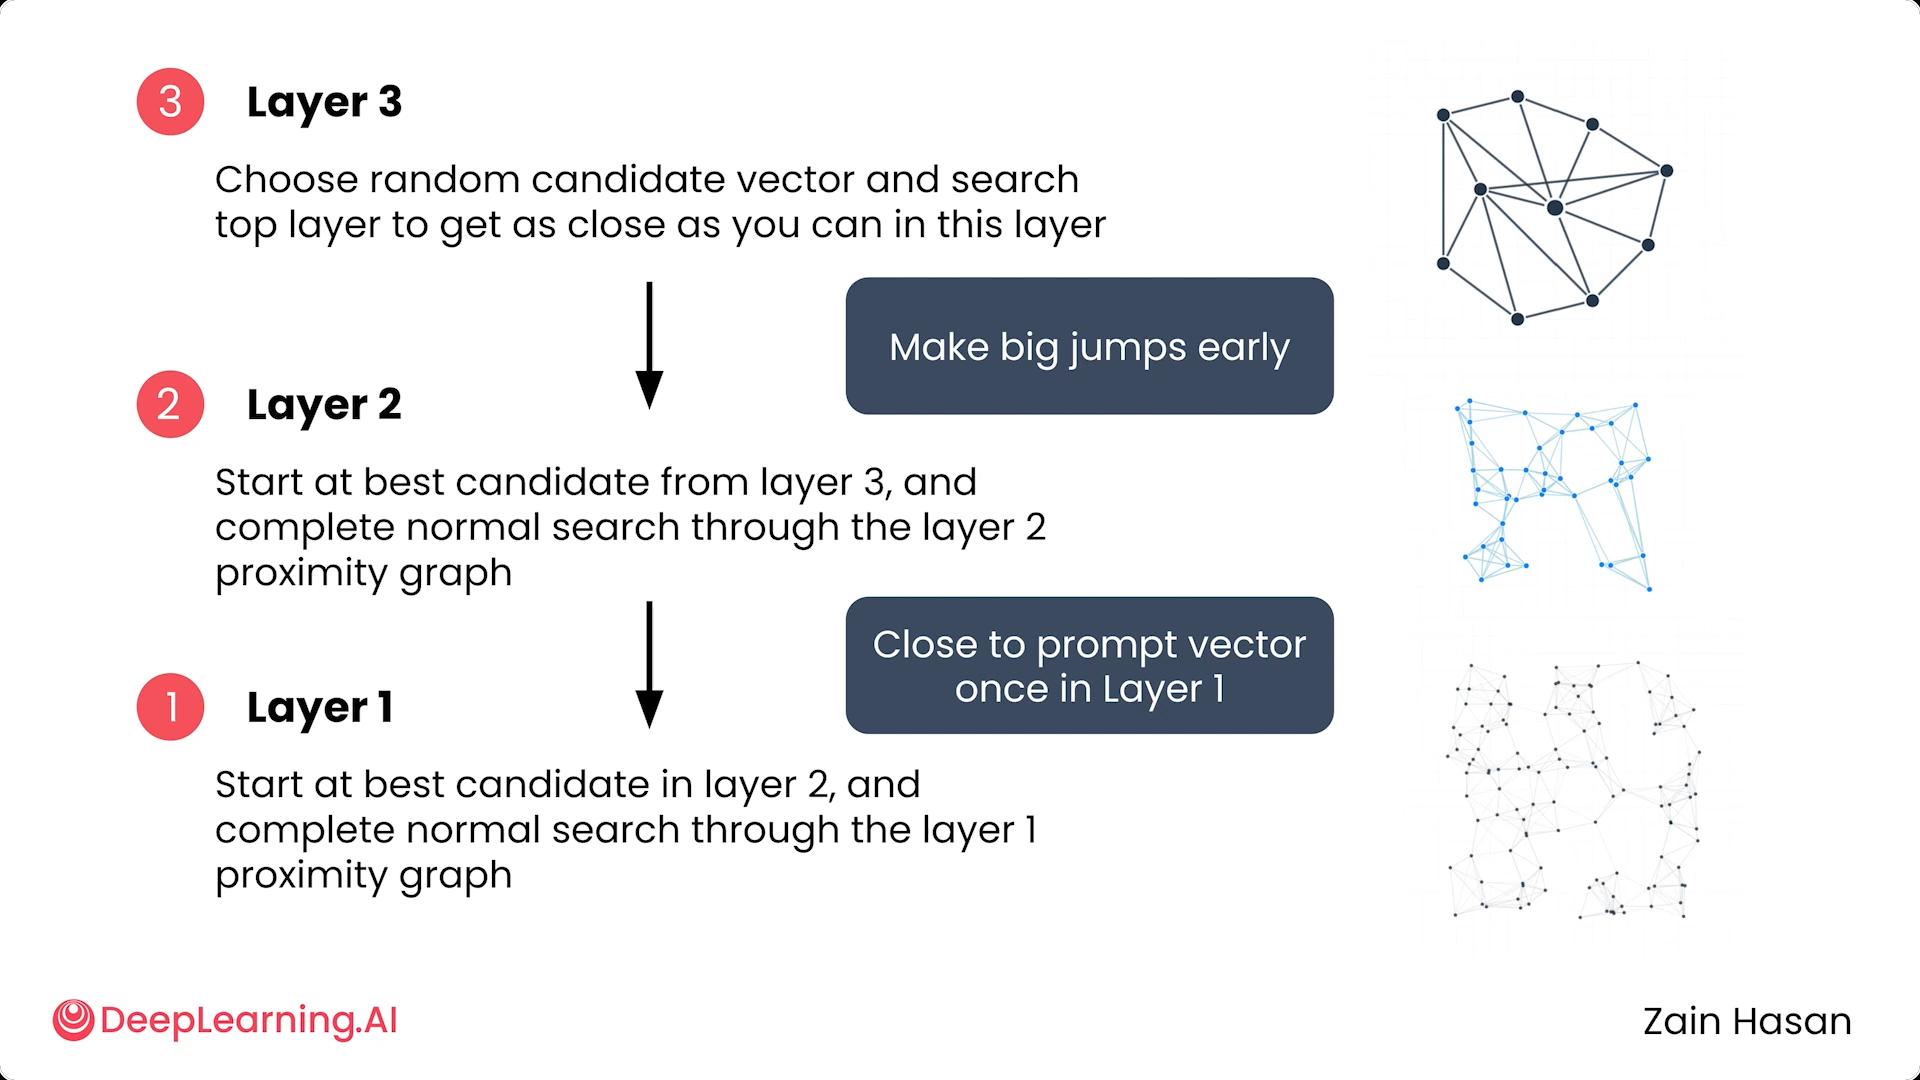 3
Layer 3
Choose random candidate vector and search
top layer to get as close as you can in this layer
Make big jumps early
2
Layer 2
Start at best candidate from layer 3, and
complete normal search through the layer 2
proximity graph
Close to prompt vector
once in Layer 1
1
Layer 1
Start at best candidate in layer 2, and
complete normal search through the layer 1
proximity graph
DeepLearning.AI
Zain Hasan